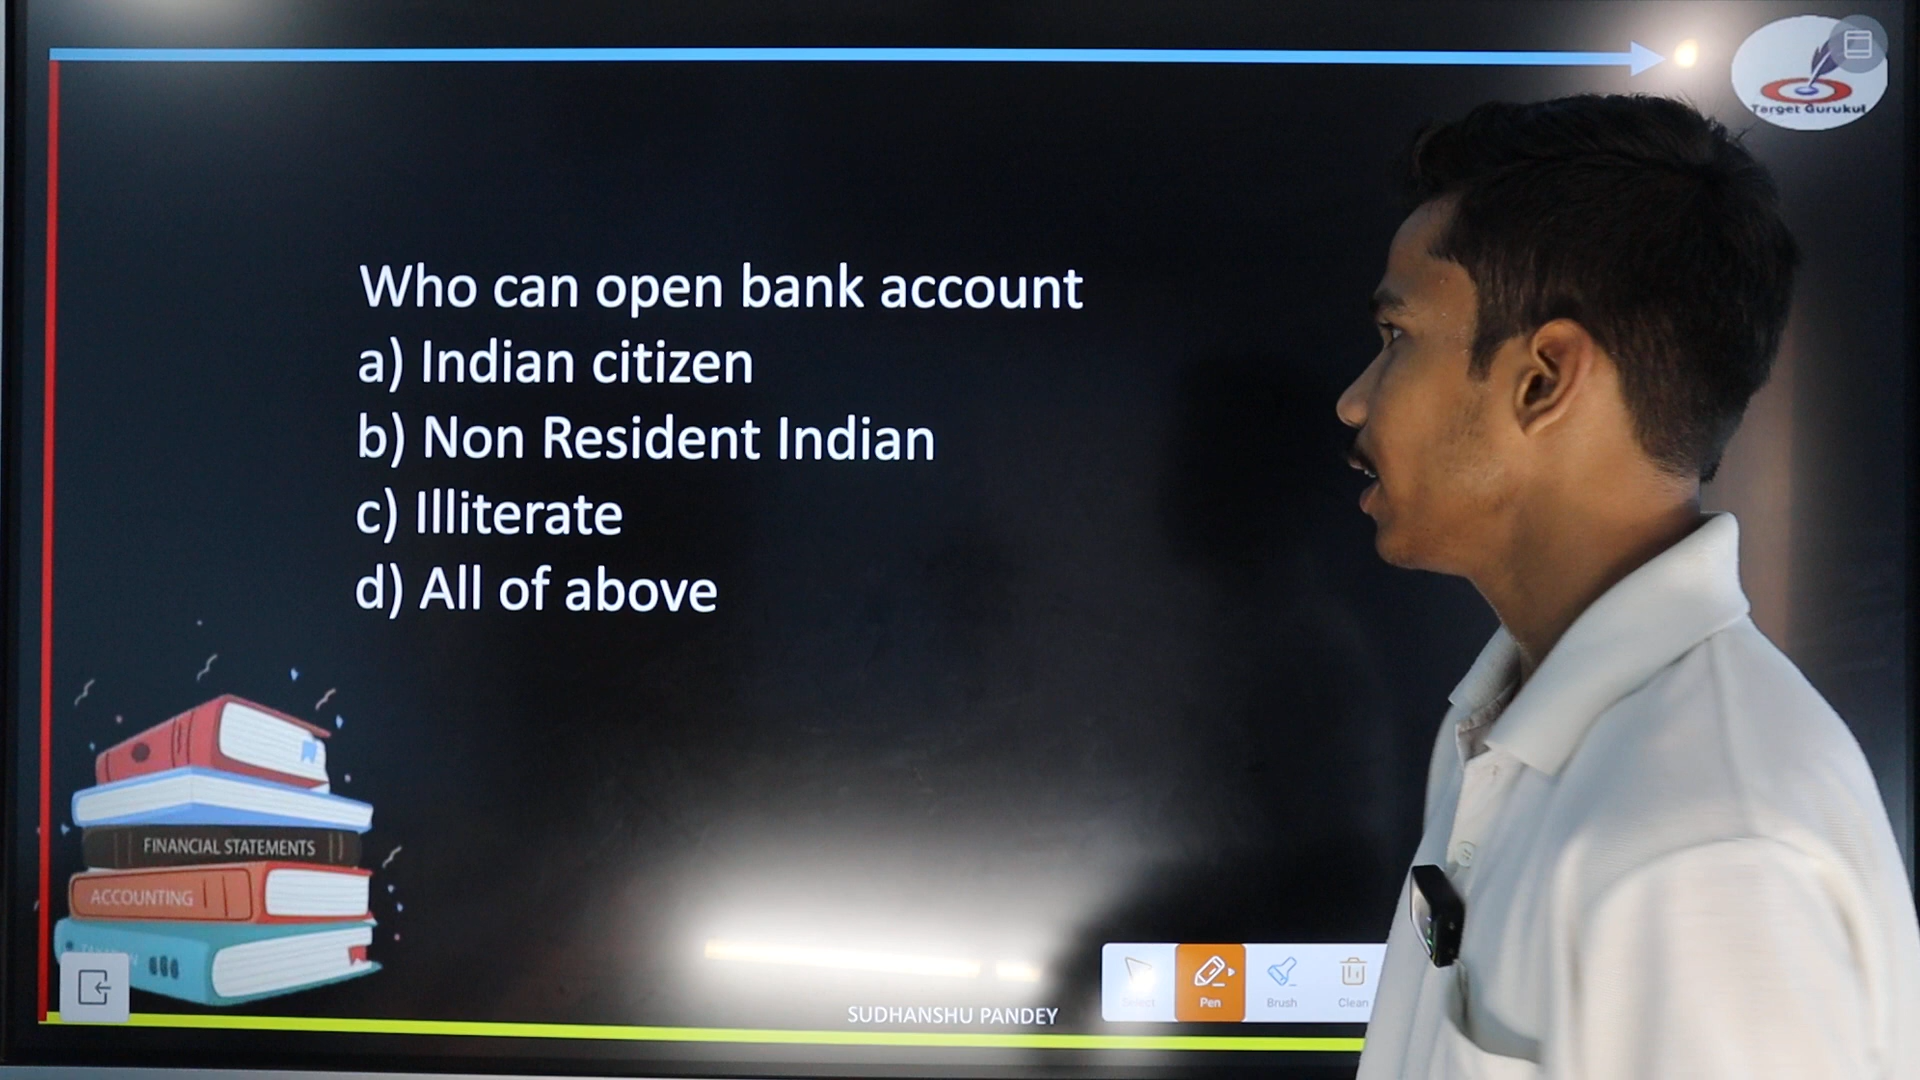 Target Gurukul
Who can open bank account
a) Indian citizen
b) Non Resident Indian
c) Illiterate
d) All of above
FINANCIAL STATEMENTS
ACCOUNTING
SUDHANSHU PANDEY
Select
Pen
Brush
Clean